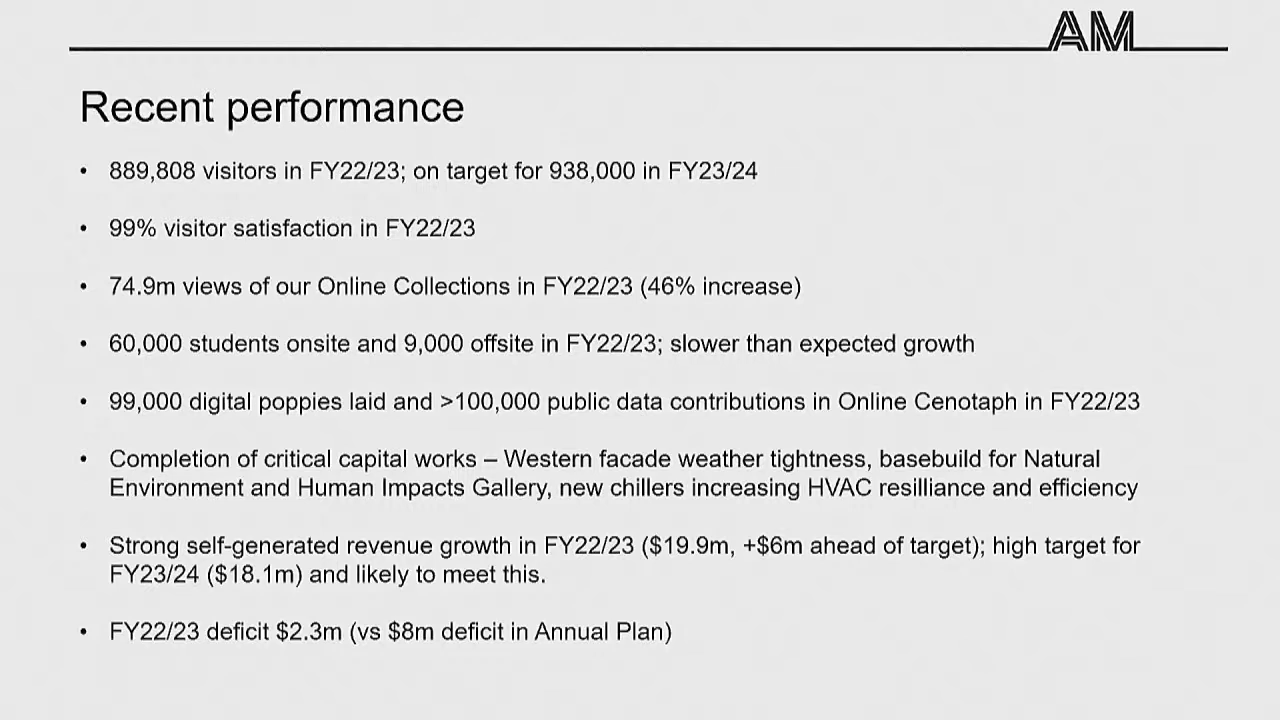 AM
Recent performance
• 889,808 visitors in FY22/23; on target for 938,000 in FY23/24
• 99% visitor satisfaction in FY22/23
• 74.9m views of our Online Collections in FY22/23 (46% increase)
• 60,000 students onsite and 9,000 offsite in FY22/23; slower than expected growth
• 99,000 digital poppies laid and >100,000 public data contributions in Online Cenotaph in FY22/23
• Completion of critical capital works – Western facade weather tightness, basebuild for Natural
Environment and Human Impacts Gallery, new chillers increasing HVAC resilliance and efficiency
• Strong self-generated revenue growth in FY22/23 ($19.9m, +$6m ahead of target); high target for
FY23/24 ($18.1m) and likely to meet this.
• FY22/23 deficit $2.3m (vs $8m deficit in Annual Plan)